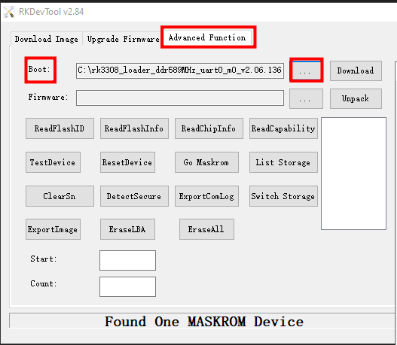 RKDevTool v2.84
Download Image Upgrade Firmware Advanced Function
Boot: C:\rk3308_loader_ddr589MHz_uart0_m0_v2.06.136 ... Download
Firmware: ... Unpack
ReadFlashID ReadFlashInfo ReadChipInfo ReadCapability
TestDevice ResetDevice Go Maskrom List Storage
ClearSn DetectSecure ExportComLog Switch Storage
ExportImage EraseLBA EraseAll
Start:
Count:
Found One MASKROM Device